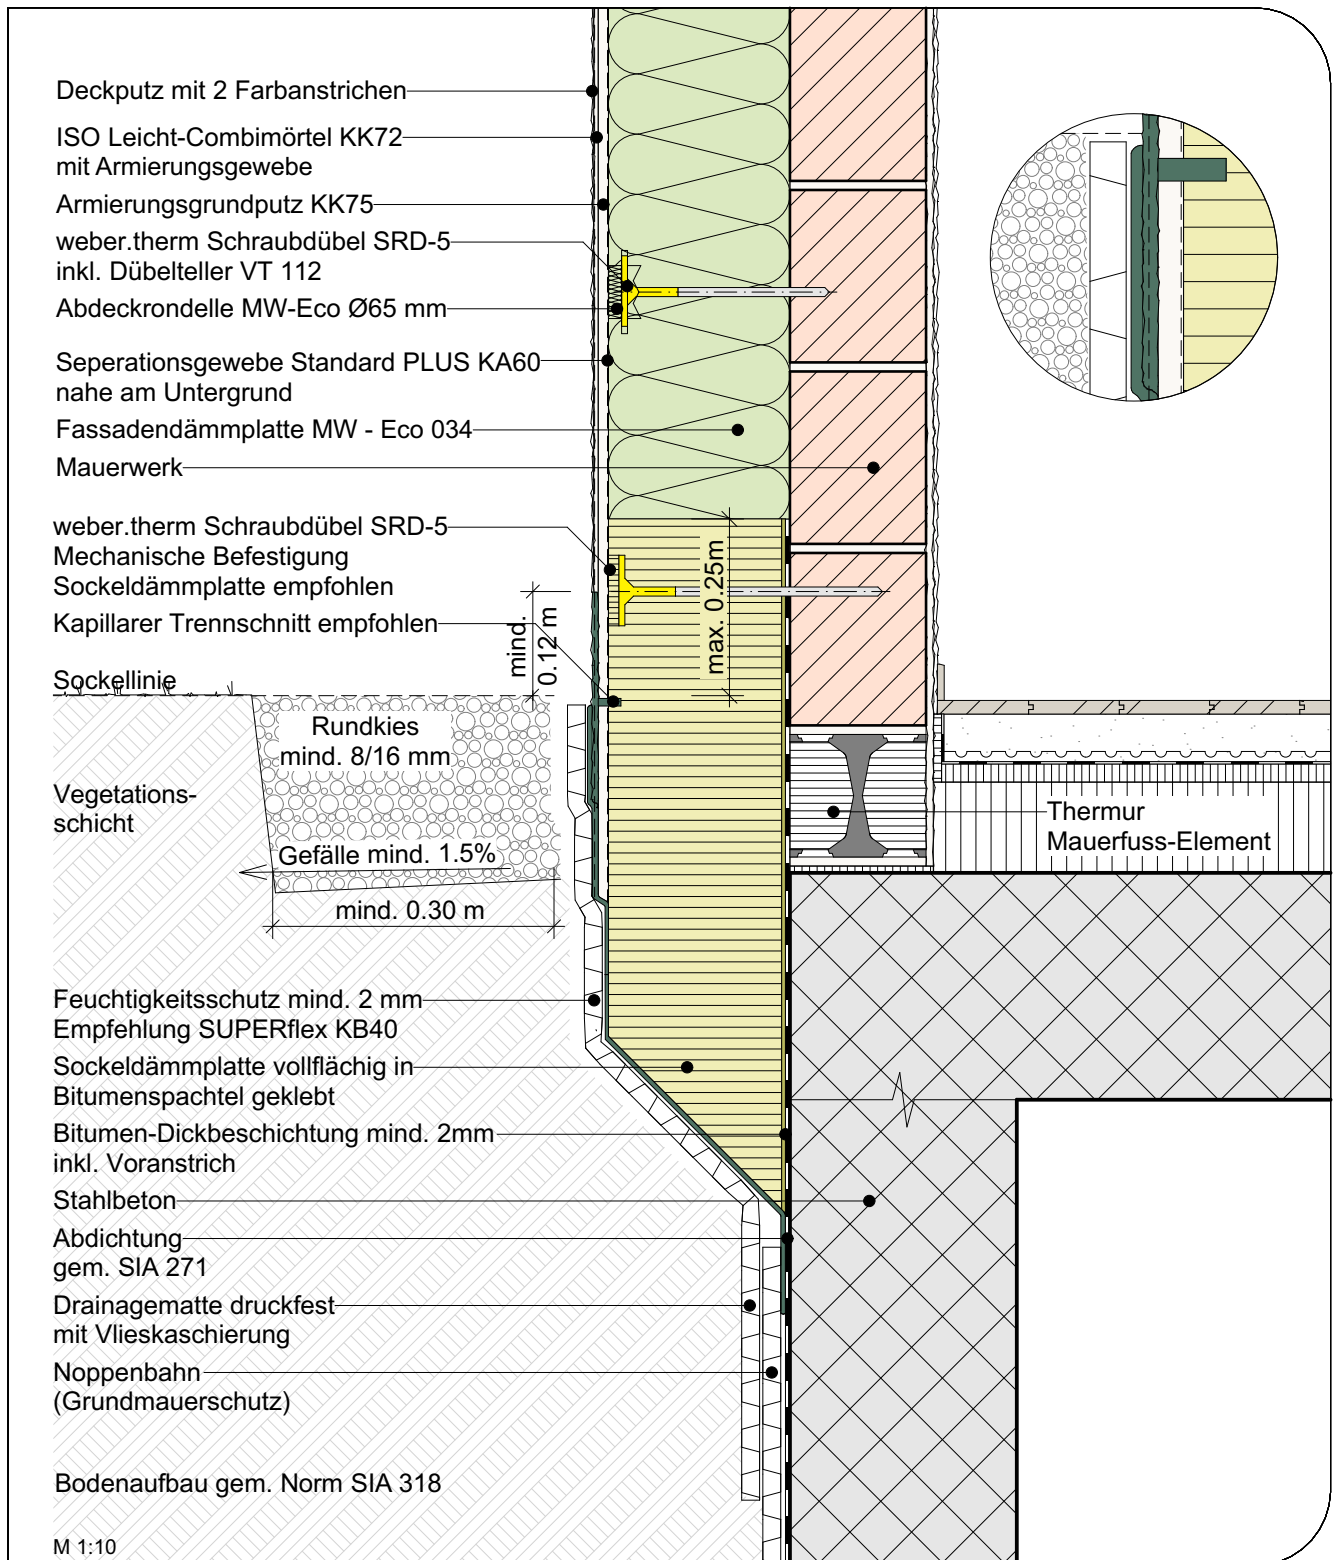 Deckputz mit 2 Farbanstrichen
ISO Leicht-Combimörtel KK72
mit Armierungsgewebe
Armierungsgrundputz KK75
weber.therm Schraubdübel SRD-5
inkl. Dübelteller VT 112
Abdeckrondelle MW-Eco Ø65 mm
Seperationsgewebe Standard PLUS KA60
nahe am Untergrund
Fassadendämmplatte MW - Eco 034
Mauerwerk
weber.therm Schraubdübel SRD-5
Mechanische Befestigung
Sockeldämmplatte empfohlen
Kapillarer Trennschnitt empfohlen
mind.
0.12 m
max. 0.25m
Sockellinie
Rundkies
mind. 8/16 mm
Vegetations-
schicht
Gefälle mind. 1.5%
mind. 0.30 m
Thermur
Mauerfuss-Element
Feuchtigkeitsschutz mind. 2 mm
Empfehlung SUPERflex KB40
Sockeldämmplatte vollflächig in
Bitumenspachtel geklebt
Bitumen-Dickbeschichtung mind. 2mm
inkl. Voranstrich
Stahlbeton
Abdichtung
gem. SIA 271
Drainagematte druckfest
mit Vlieskaschierung
Noppenbahn
(Grundmauerschutz)
Bodenaufbau gem. Norm SIA 318
M 1:10